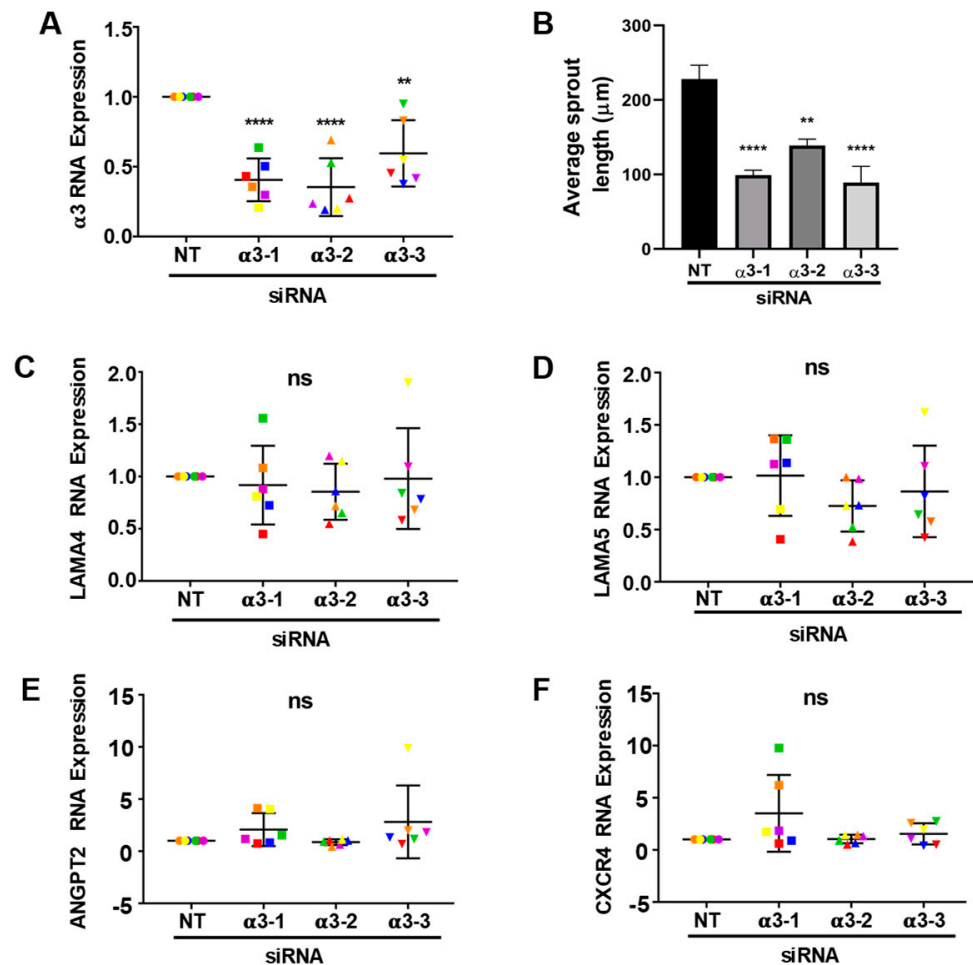 A
α3 RNA Expression
1.5
1.0
0.5
0.0
****
****
**
NT
α3-1
α3-2
α3-3
siRNA
B
Average sprout
length (μm)
300
200
100
0
****
**
****
NT
α3-1
α3-2
α3-3
siRNA
C
LAMA4 RNA Expression
2.0
1.5
1.0
0.5
0.0
ns
NT
α3-1
α3-2
α3-3
siRNA
D
LAMA5 RNA Expression
2.0
1.5
1.0
0.5
0.0
ns
NT
α3-1
α3-2
α3-3
siRNA
E
ANGPT2 RNA Expression
15
10
5
0
-5
ns
NT
α3-1
α3-2
α3-3
siRNA
F
CXCR4 RNA Expression
15
10
5
0
-5
ns
NT
α3-1
α3-2
α3-3
siRNA